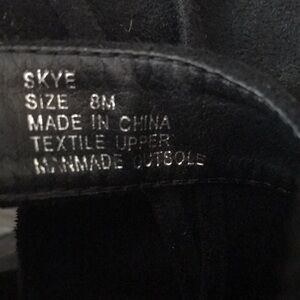 SKYE
SIZE 8M
MADE IN CHINA
TEXTILE UPPER
MANMADE OUTSOLE